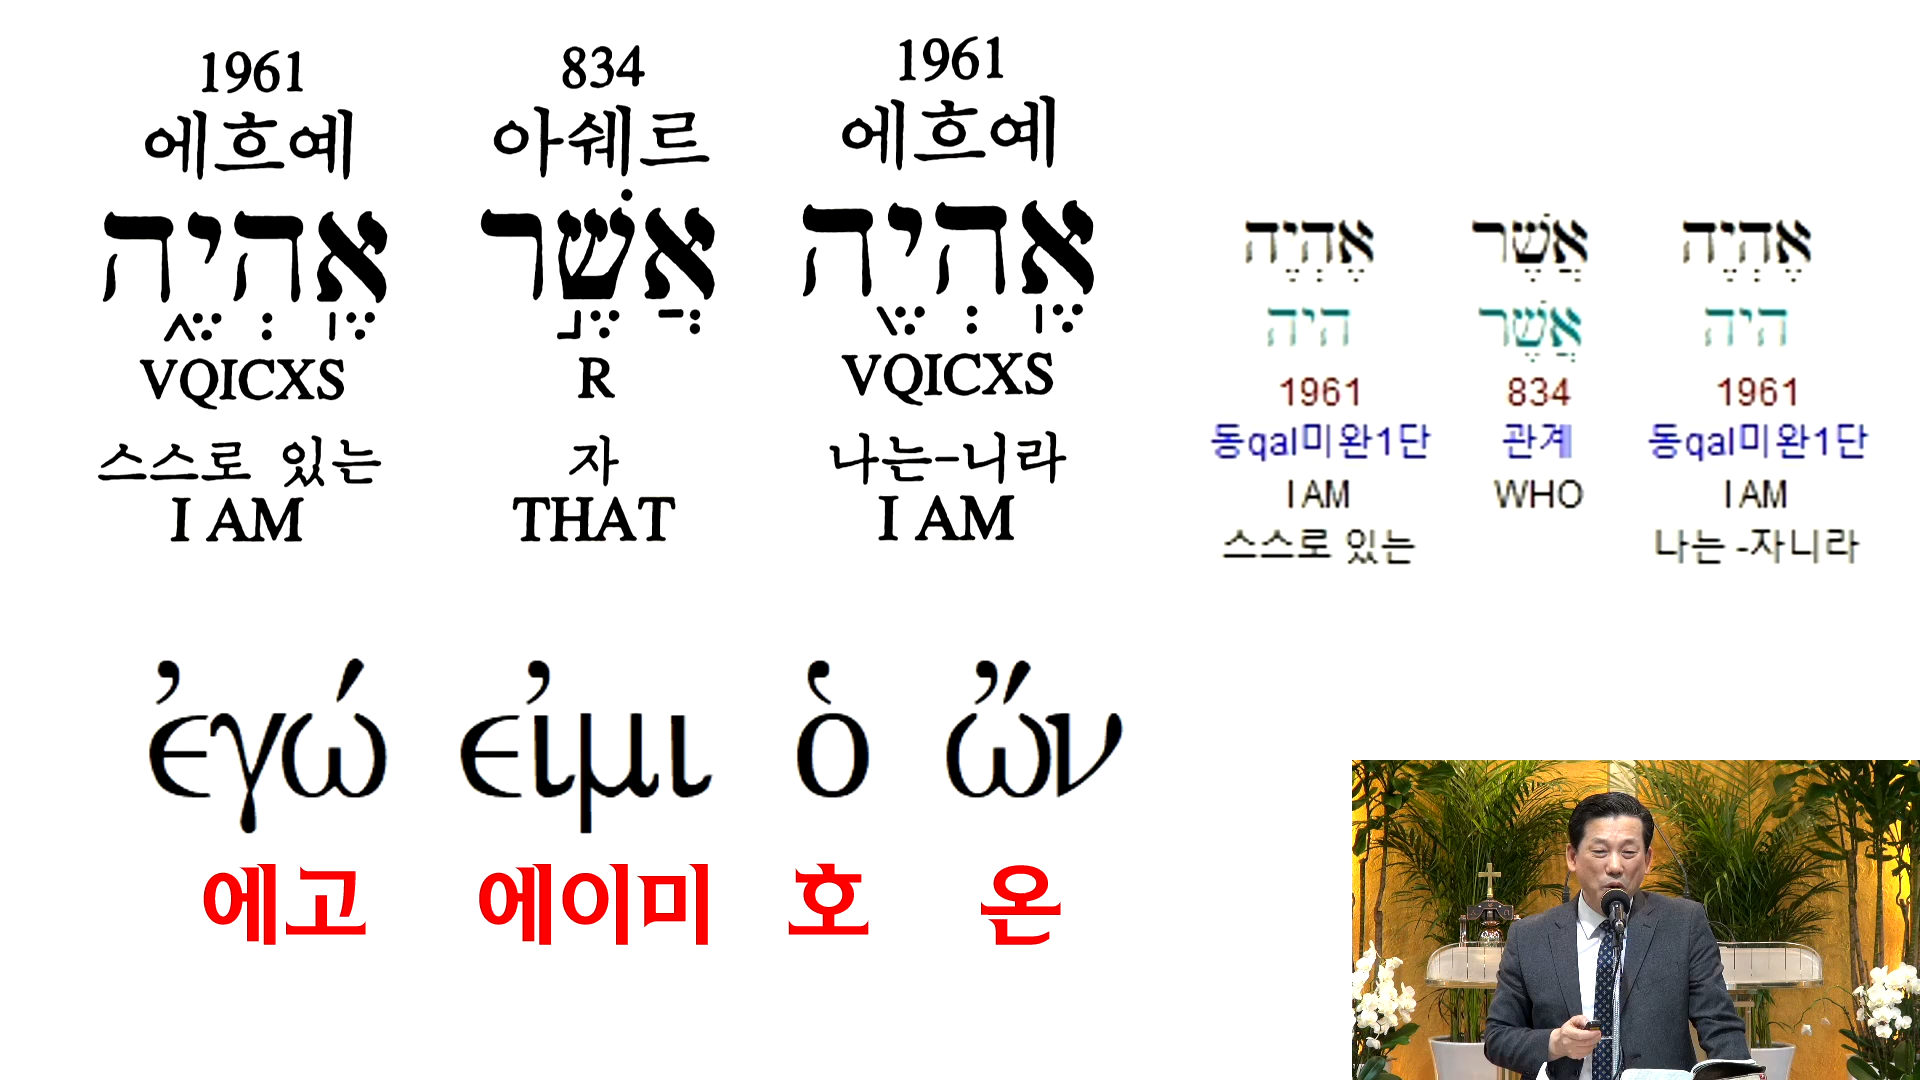 1961 834 1961
에흐예 아쉐르 에흐예
אֶֽהְיֶ֑ה אֲשֶׁ֣ר אֶֽהְיֶ֖ה
VQICXS R VQICXS
스스로 있는 자 나는-니라
I AM THAT I AM
אֶהְיֶה אֲשֶׁר אֶהְיֶה
היה אֲשֶׁר היה
1961 834 1961
동qal미완1단 관계 동qal미완1단
I AM WHO I AM
스스로 있는 나는 -자니라
ἐγώ εἰμι ὁ ὤν
에고 에이미 호 온